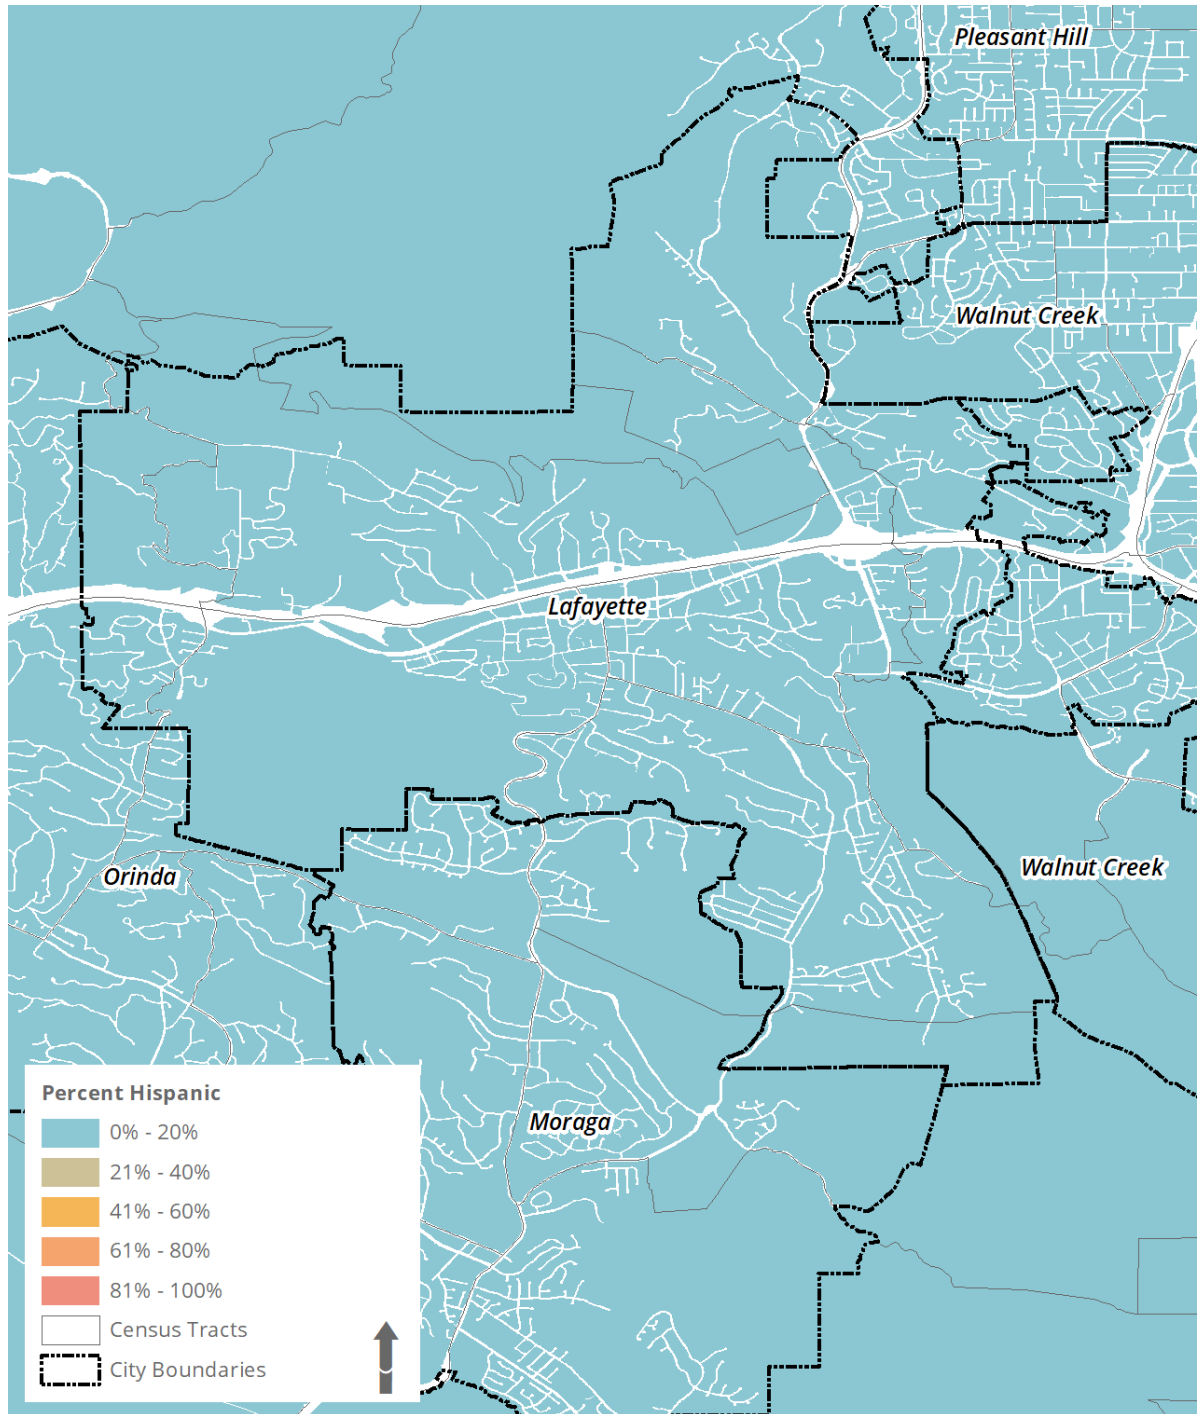 Pleasant Hill
Walnut Creek
Lafayette
Walnut Creek
Orinda
Moraga
Percent Hispanic
0% - 20%
21% - 40%
41% - 60%
61% - 80%
81% - 100%
Census Tracts
City Boundaries